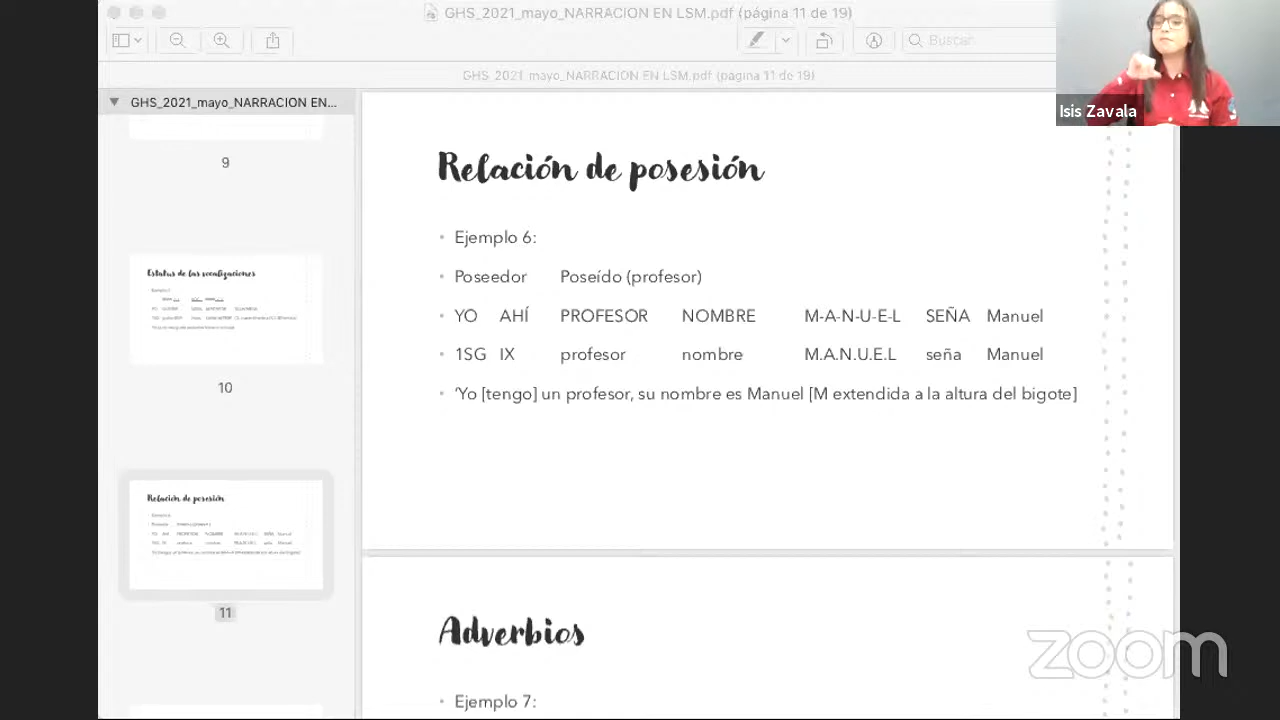 GHS_2021_mayo_NARRACION EN LSM.pdf (página 11 de 19)
Buscar
GHS_2021_mayo_NARRACION EN LSM.pdf (página 11 de 19)
Isis Zavala
GHS_2021_mayo_NARRACION EN...
9
Estatus de las vocalizaciones
10
Relación de posesión
11
Relación de posesión
• Ejemplo 6:
• Poseedor Poseído (profesor)
• YO AHÍ PROFESOR NOMBRE M-A-N-U-E-L SEÑA Manuel
• 1SG IX profesor nombre M.A.N.U.E.L seña Manuel
• ‘Yo [tengo] un profesor, su nombre es Manuel [M extendida a la altura del bigote]
Adverbios
• Ejemplo 7:
zoom